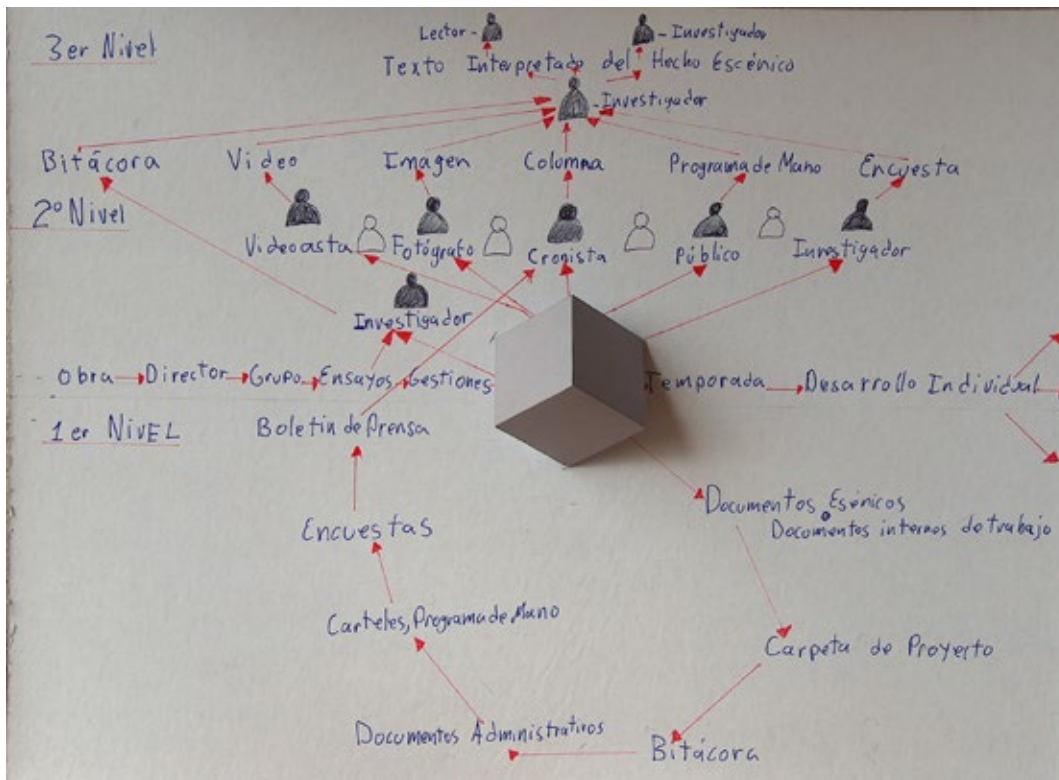 3er Nivel
Lector -
- Investigador
Texto Interpretado del Hecho Escénico
- Investigador
Bitácora
Video
Imagen
Columna
Programa de Mano
Encuesta
2º Nivel
Videoasta
Fotógrafo
Cronista
Público
Investigador
Investigador
Obra
Director
Grupo
Ensayos
Gestiones
Temporada
Desarrollo Individual
1er NivEL
Boletín de Prensa
Documentos Esénicos
o
Documentos internos de trabajo
Encuestas
Carteles, Programa de Mano
Carpeta de Proyecto
Documentos Administrativos
Bitácora